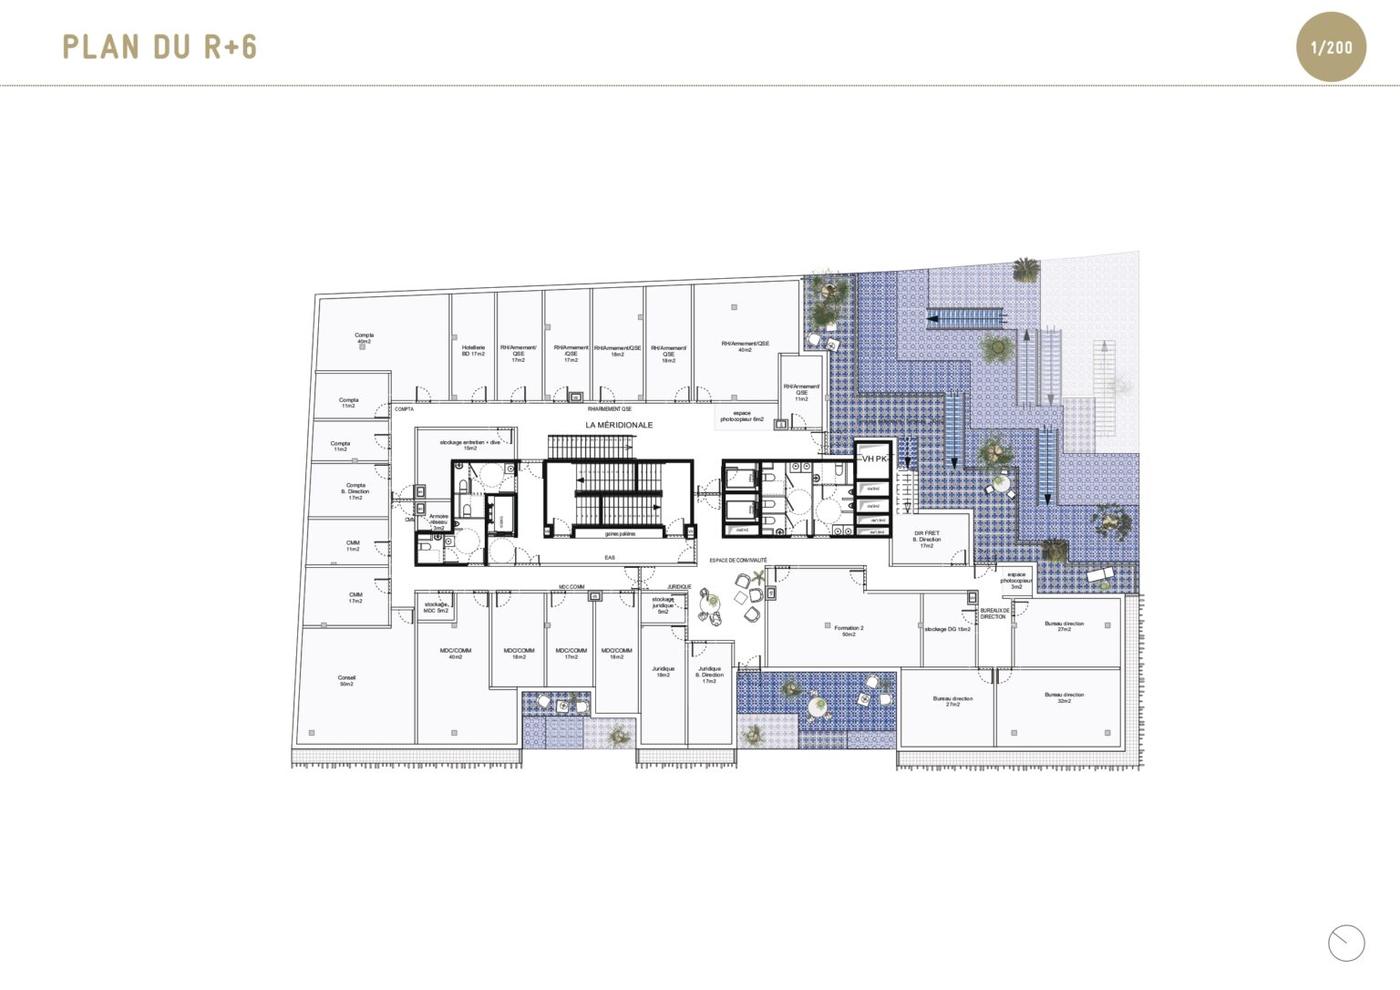 PLAN DU R+6
1/200
Compta
40m2
Hotellerie
BD 17m2
RH/Armement/
QSE
17m2
RH/Armement
/QSE
17m2
RH/Armement/QSE
18m2
RH/Armement/
QSE
18m2
RH/Armement/QSE
40m2
RH/Armement/
QSE
11m2
Compta
11m2
COMPTA
RH/ARMEMENT QSE
LA MÉRIDIONALE
espace
photocopieur 6m2
Compta
11m2
stockage entretien + dive
15m2
VH PK
Compta
B. Direction
17m2
CMM
Armoire
réseau
3m2
CMM
11m2
gaines palières
DIR FRET
B. Direction
17m2
EAS
ESPACE DE CONVIVIALITÉ
CMM
17m2
MDC COMM
JURIDIQUE
espace
photocopieur
3m2
stockage
MDC 5m2
stockage
juridique
5m2
BUREAUX DE
DIRECTION
Formation 2
50m2
stockage DG 15m2
Bureau direction
27m2
MDC/COMM
40m2
MDC/COMM
18m2
MDC/COMM
17m2
MDC/COMM
18m2
Juridique
18m2
Juridique
B. Direction
17m2
Conseil
50m2
Bureau direction
27m2
Bureau direction
32m2